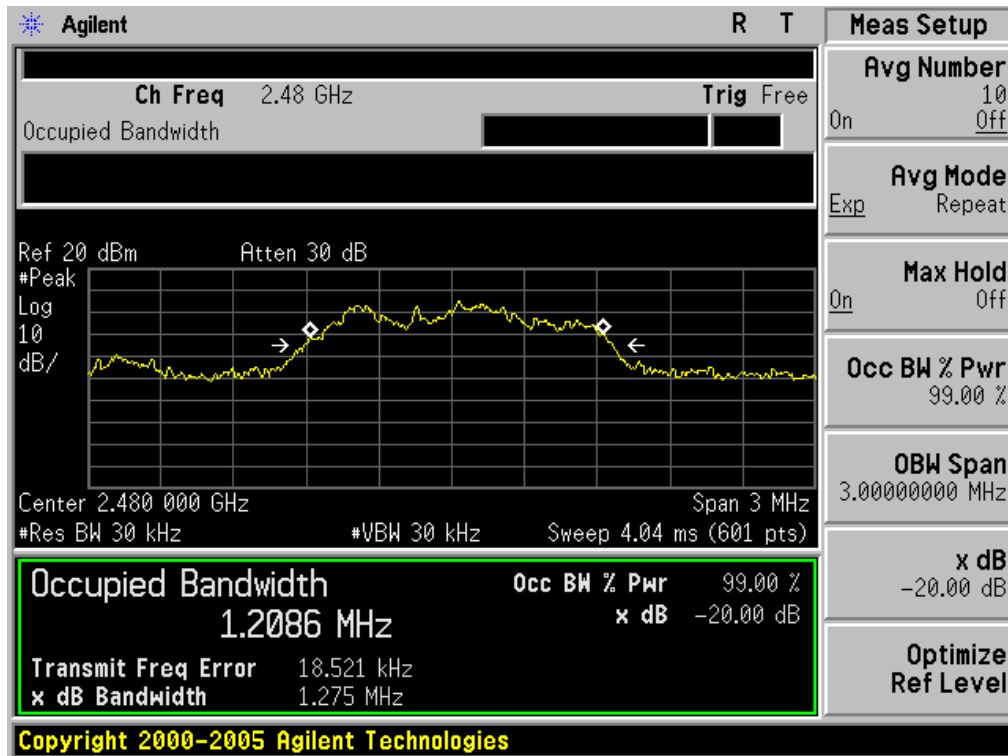 Agilent R T
Meas Setup
Ch Freq 2.48 GHz Trig Free
Occupied Bandwidth
Ref 20 dBm Atten 30 dB
#Peak
Log
10
dB/
Center 2.480 000 GHz Span 3 MHz
#Res BW 30 kHz #VBW 30 kHz Sweep 4.04 ms (601 pts)
Occupied Bandwidth Occ BW % Pwr 99.00 %
1.2086 MHz x dB -20.00 dB
Transmit Freq Error 18.521 kHz
x dB Bandwidth 1.275 MHz
Avg Number
10
On Off
Avg Mode
Exp Repeat
Max Hold
On Off
Occ BW % Pwr
99.00 %
OBW Span
3.00000000 MHz
x dB
-20.00 dB
Optimize
Ref Level
Copyright 2000-2005 Agilent Technologies